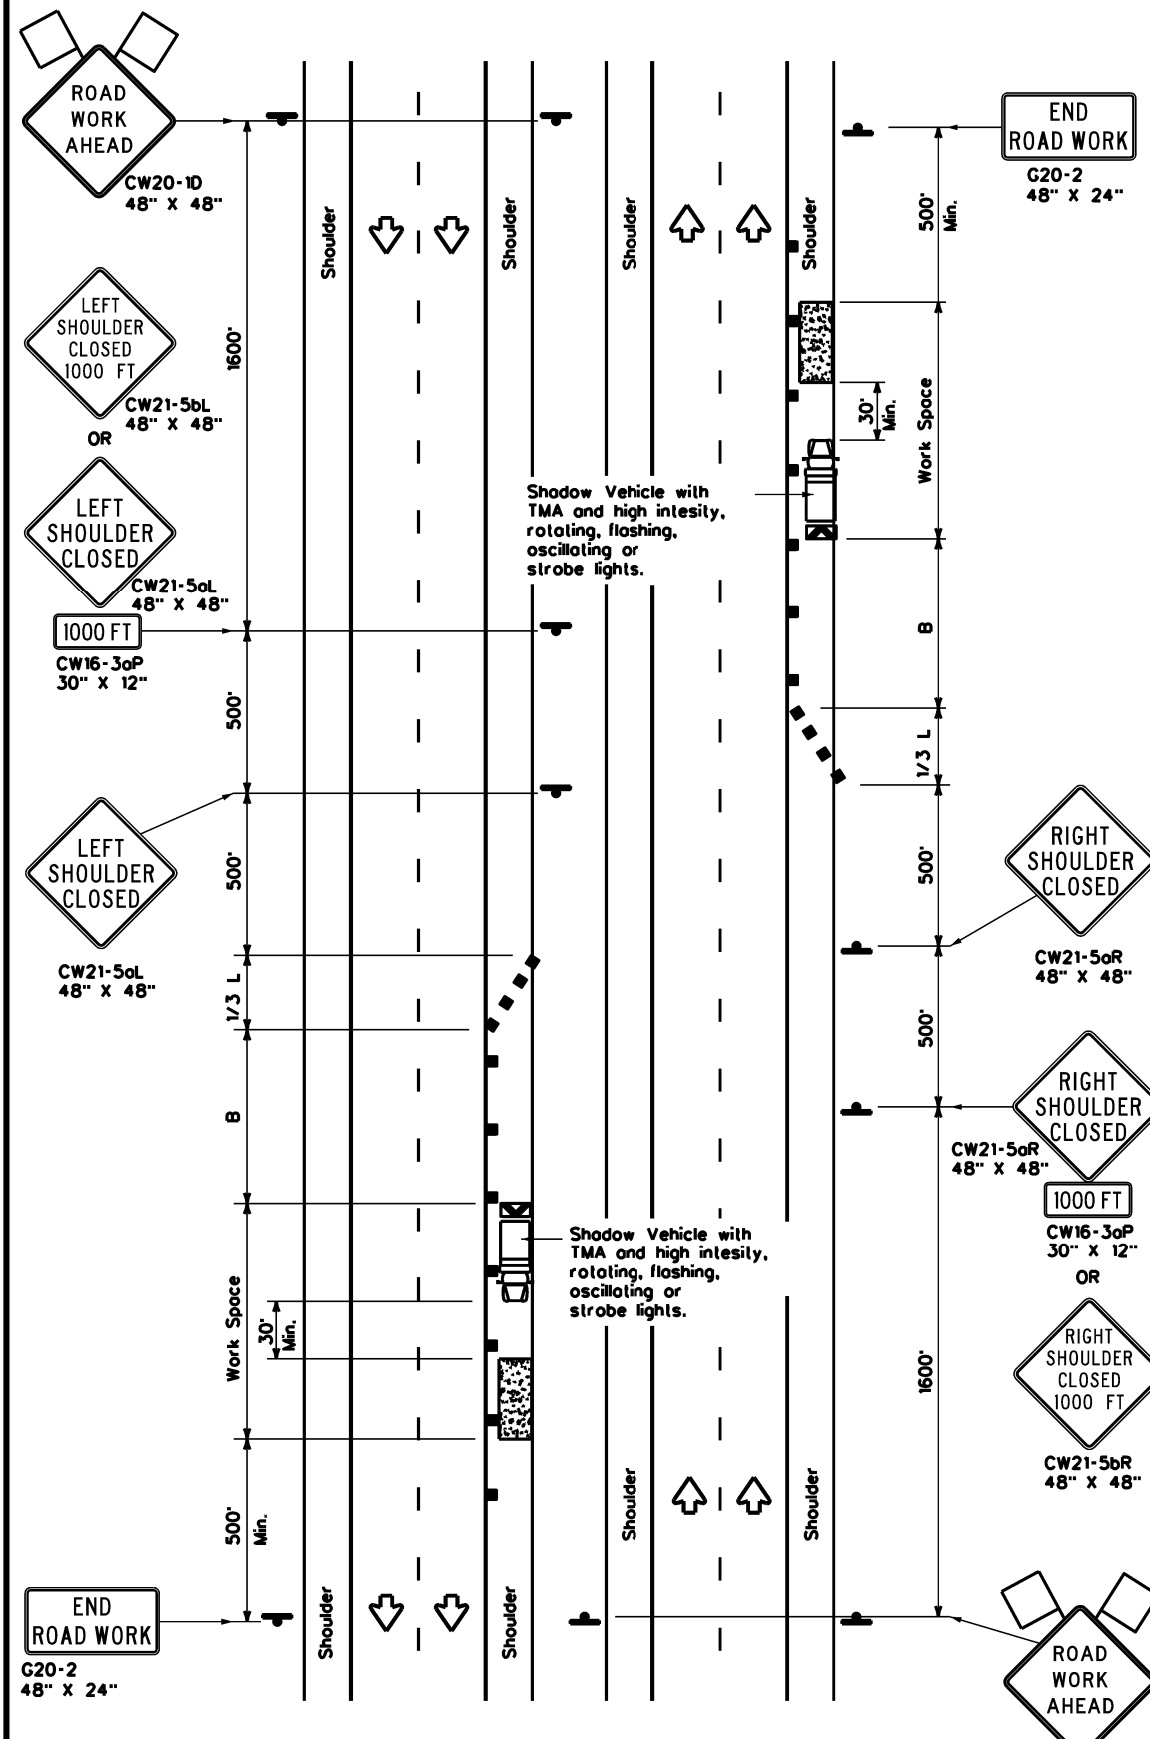 ROAD
WORK
AHEAD
CW20-1D
48" X 48"
LEFT
SHOULDER
CLOSED
1000 FT
CW21-5bL
48" X 48"
OR
LEFT
SHOULDER
CLOSED
CW21-5aL
48" X 48"
1000 FT
CW16-3aP
30" X 12"
LEFT
SHOULDER
CLOSED
CW21-5aL
48" X 48"
END
ROAD WORK
G20-2
48" X 24"
1600'
500'
500'
1/3 L
B
Work Space
30'
Min.
500'
Min.
Shoulder
Shoulder
Shoulder
Shoulder
Shadow Vehicle with
TMA and high intesity,
rotating, flashing,
oscillating or
strobe lights.
Shadow Vehicle with
TMA and high intesity,
rotating, flashing,
oscillating or
strobe lights.
Shoulder
Shoulder
Shoulder
Shoulder
END
ROAD WORK
G20-2
48" X 24"
500'
Min.
Work Space
30'
Min.
B
1/3 L
500'
500'
1600'
RIGHT
SHOULDER
CLOSED
CW21-5aR
48" X 48"
RIGHT
SHOULDER
CLOSED
CW21-5aR
48" X 48"
1000 FT
CW16-3aP
30" X 12"
OR
RIGHT
SHOULDER
CLOSED
1000 FT
CW21-5bR
48" X 48"
ROAD
WORK
AHEAD